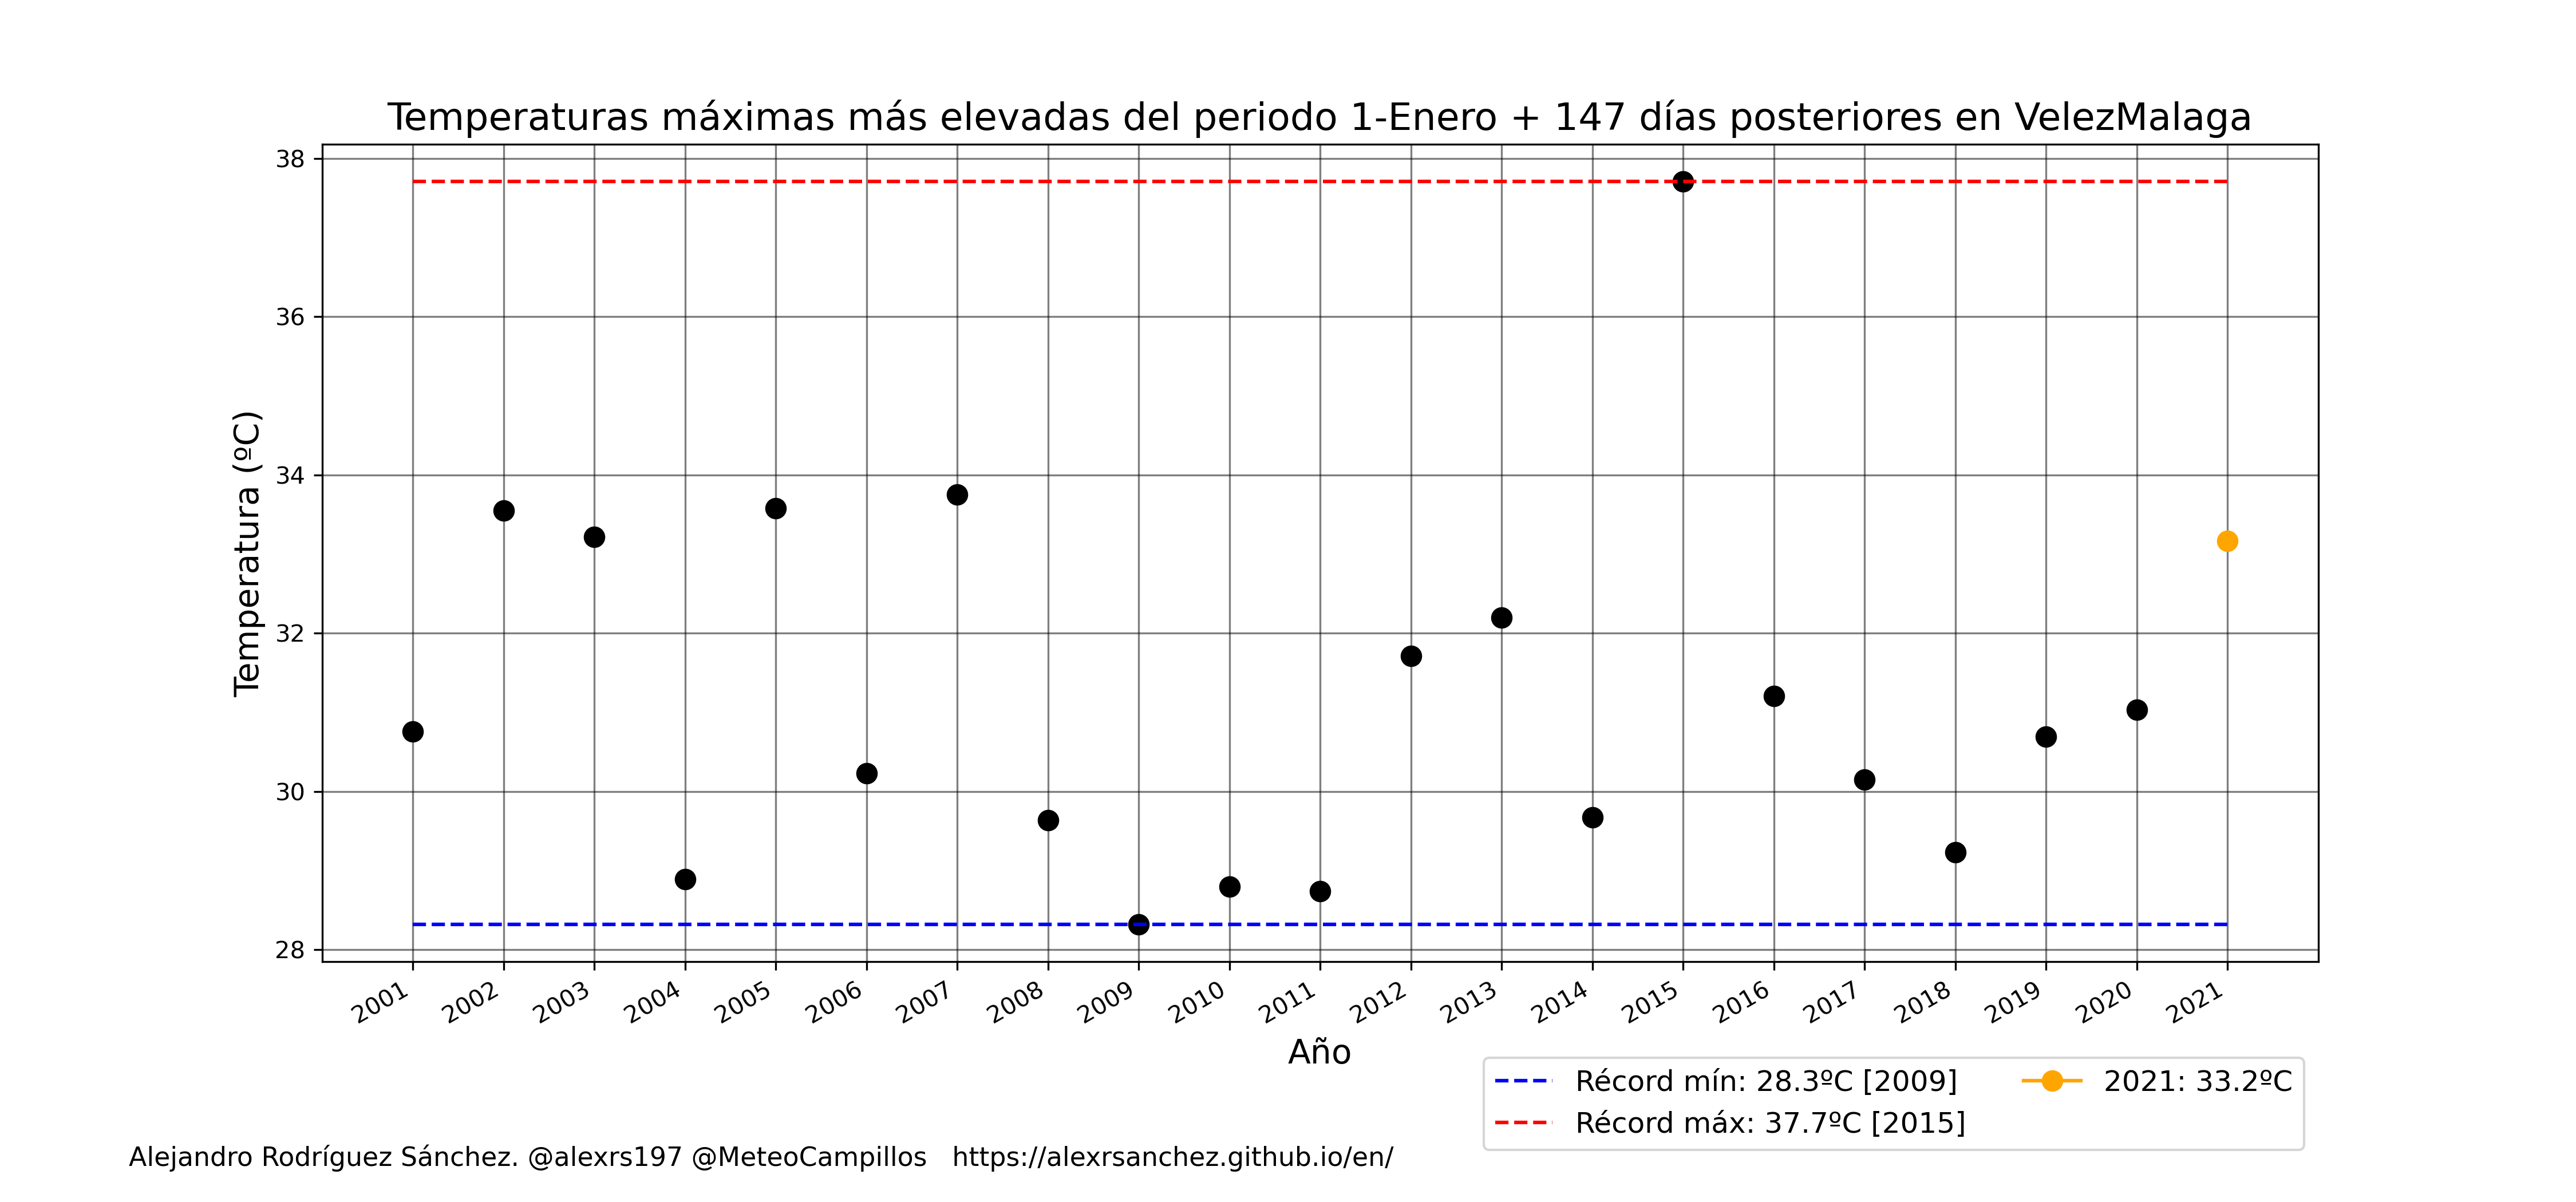 Temperaturas máximas más elevadas del periodo 1-Enero + 147 días posteriores en VelezMalaga
Temperatura (ºC)
38
36
34
32
30
28
2001 2002 2003 2004 2005 2006 2007 2008 2009 2010 2011 2012 2013 2014 2015 2016 2017 2018 2019 2020 2021
Año
Récord mín: 28.3ºC [2009]
Récord máx: 37.7ºC [2015]
2021: 33.2ºC
Alejandro Rodríguez Sánchez. @alexrs197 @MeteoCampillos https://alexrsanchez.github.io/en/